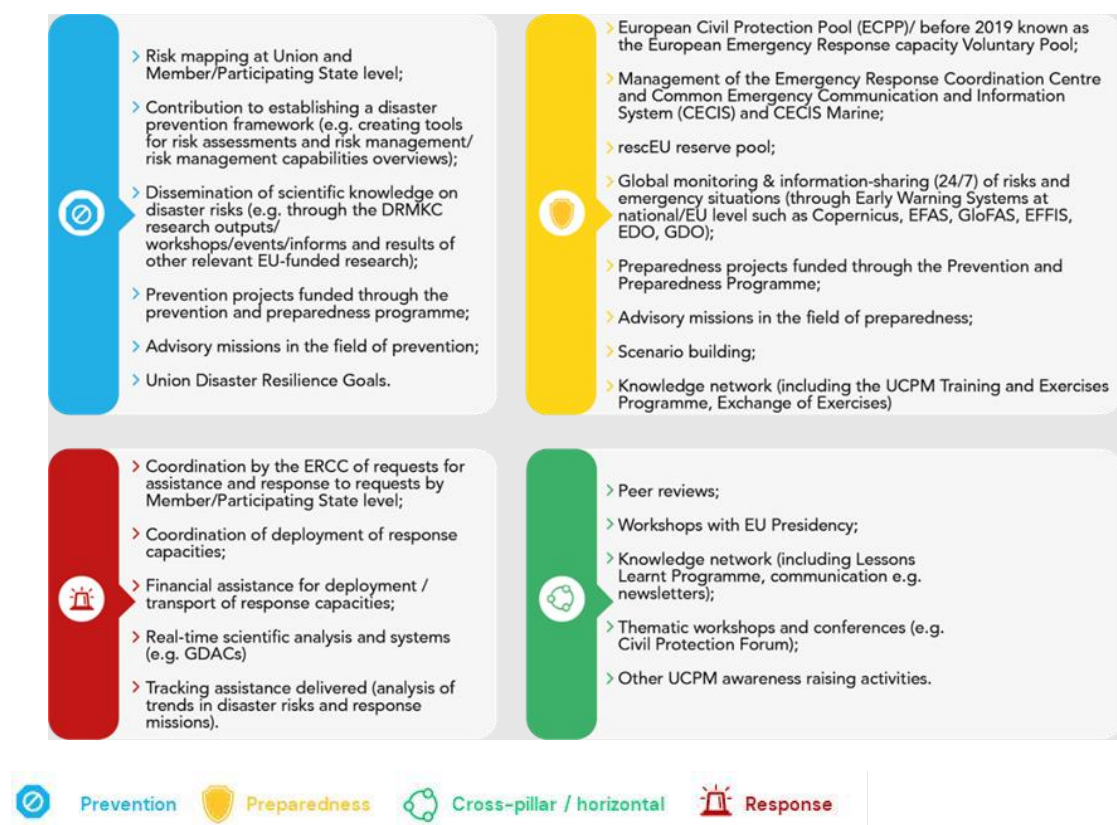 Risk mapping at Union and
Member/Participating State level;
Contribution to establishing a disaster
prevention framework (e.g. creating tools
for risk assessments and risk management/
risk management capabilities overviews);
Dissemination of scientific knowledge on
disaster risks (e.g. through the DRMKC
research outputs/
workshops/events/informs and results of
other relevant EU-funded research);
Prevention projects funded through the
prevention and preparedness programme;
Advisory missions in the field of prevention;
Union Disaster Resilience Goals.
European Civil Protection Pool (ECPP)/ before 2019 known as
the European Emergency Response capacity Voluntary Pool;
Management of the Emergency Response Coordination Centre
and Common Emergency Communication and Information
System (CECIS) and CECIS Marine;
rescEU reserve pool;
Global monitoring & information-sharing (24/7) of risks and
emergency situations (through Early Warning Systems at
national/EU level such as Copernicus, EFAS, GloFAS, EFFIS,
EDO, GDO);
Preparedness projects funded through the Prevention and
Preparedness Programme;
Advisory missions in the field of preparedness;
Scenario building;
Knowledge network (including the UCPM Training and Exercises
Programme, Exchange of Exercises)
Coordination by the ERCC of requests for
assistance and response to requests by
Member/Participating State level;
Coordination of deployment of response
capacities;
Financial assistance for deployment /
transport of response capacities;
Real-time scientific analysis and systems
(e.g. GDACs)
Tracking assistance delivered (analysis of
trends in disaster risks and response
missions).
Peer reviews;
Workshops with EU Presidency;
Knowledge network (including Lessons
Learnt Programme, communication e.g.
newsletters);
Thematic workshops and conferences (e.g.
Civil Protection Forum);
Other UCPM awareness raising activities.
Prevention Preparedness Cross-pillar / horizontal Response